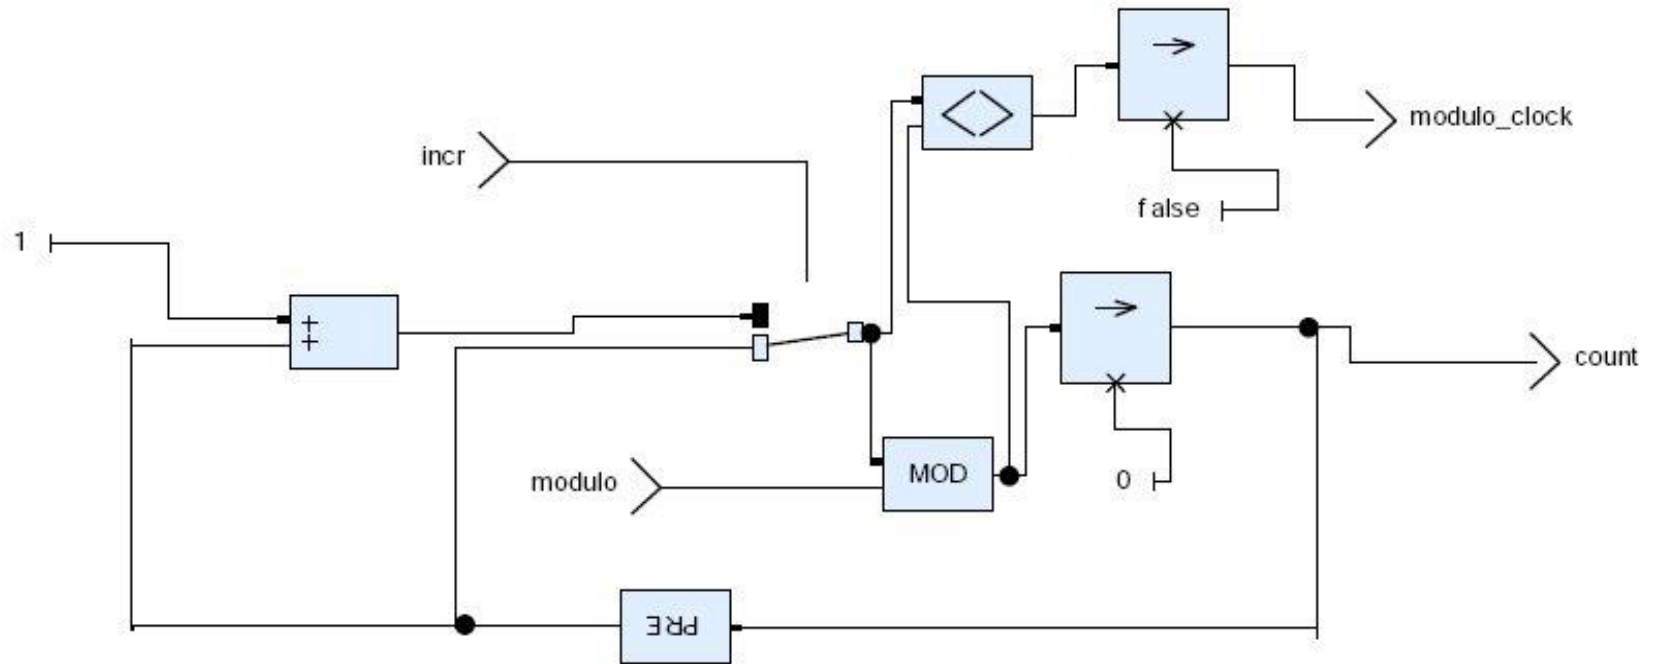 modulo_clock
incr
false
1
+
+
count
modulo
MOD
0
PRE